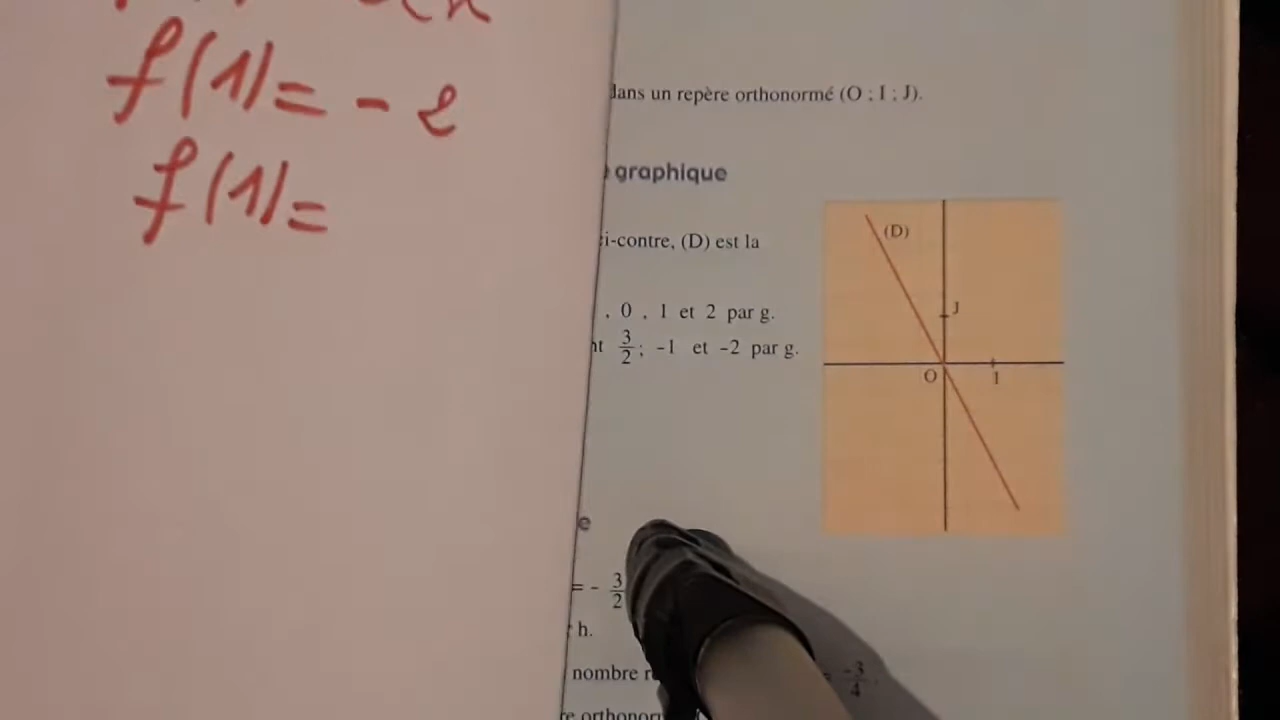 f(1) = - 2
f(1) =
dans un repère orthonormé (O ; I ; J).
graphique
i-contre, (D) est la
, 0 , 1 et 2 par g.
nt 3/2 ; -1 et -2 par g.
(D)
J
O
1
e
= - 3/2
h.
nombre
-3/4